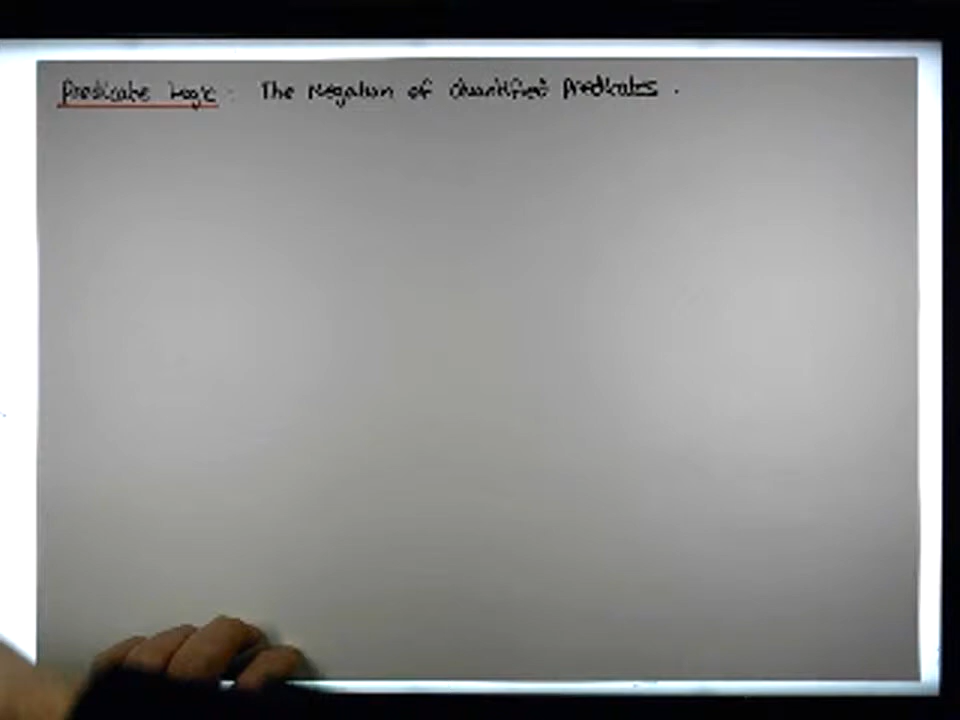 Predicate Logic : The Negation of Quantified Predicates .